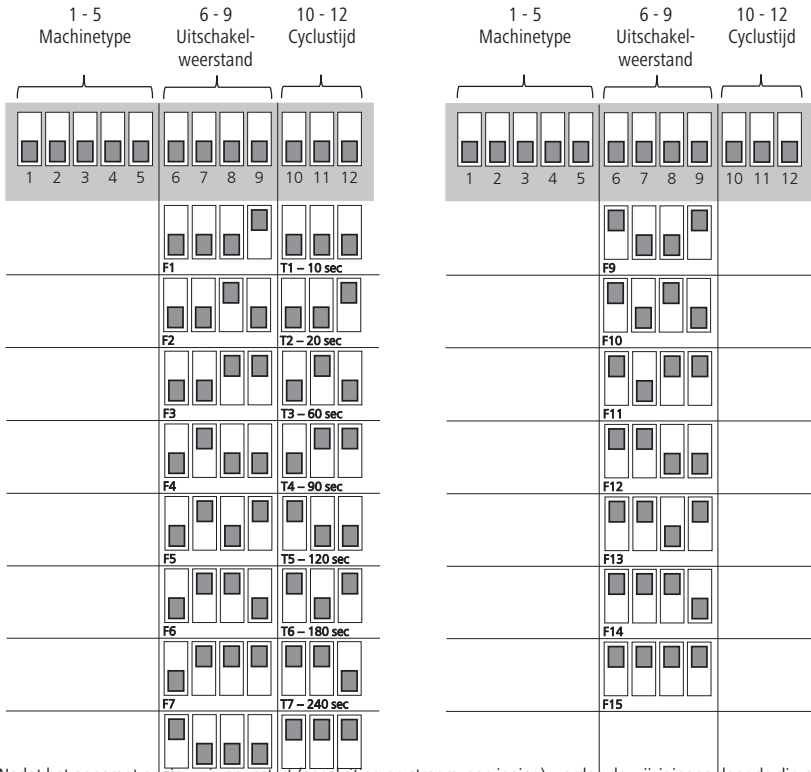 1 - 5 6 - 9 10 - 12
Machinetype Uitschakel- Cyclustijd
weerstand
1 - 5 6 - 9 10 - 12
Machinetype Uitschakel- Cyclustijd
weerstand
1 2 3 4 5 6 7 8 9 10 11 12
1 2 3 4 5 6 7 8 9 10 11 12
F1 T1 – 10 sec
F9
F2 T2 – 20 sec
F10
F3 T3 – 60 sec
F11
F4 T4 – 90 sec
F12
F5 T5 – 120 sec
F13
F6 T6 – 180 sec
F14
F7 T7 – 240 sec
F15